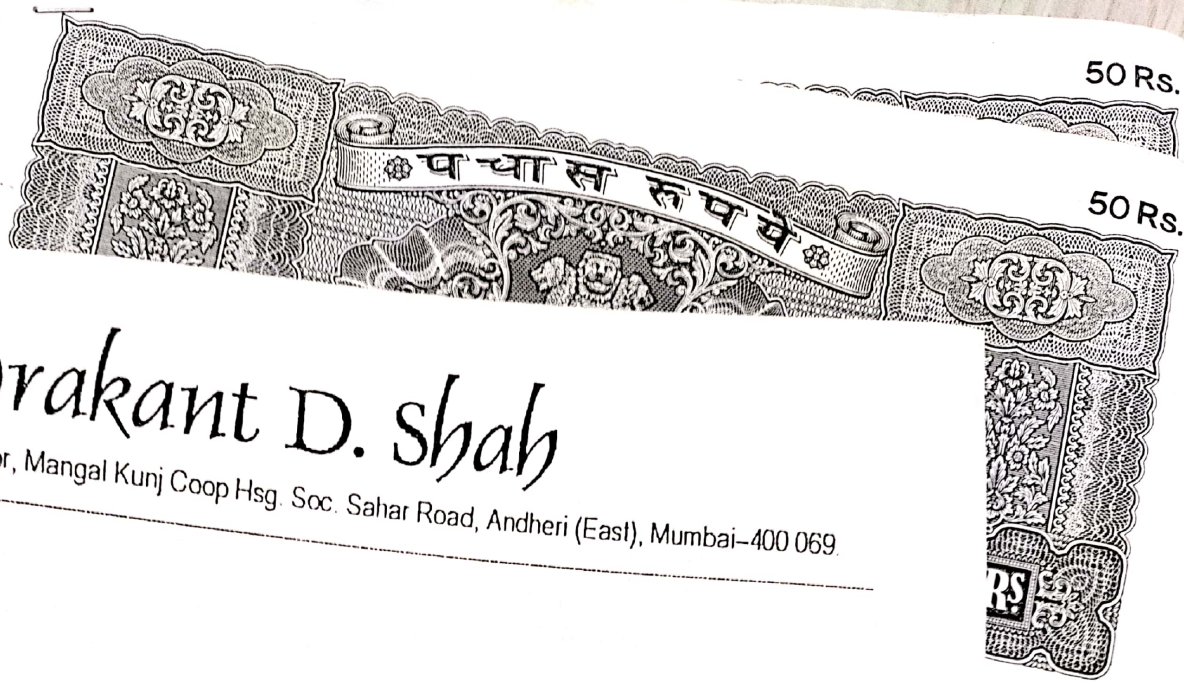 50 Rs.
50 Rs.
पचास रुपये
rakant D. Shah
r, Mangal Kunj Coop Hsg. Soc. Sahar Road, Andheri (East), Mumbai–400 069.
RS